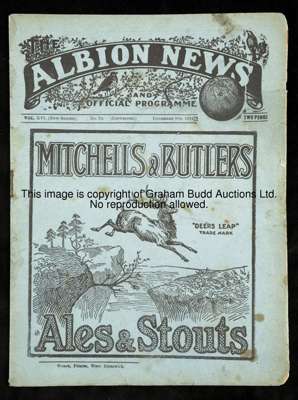 THE
ALBION NEWS
AND
OFFICIAL PROGRAMME
TWO PENCE
MITCHELLS & BUTLERS
This image is copyright of Graham Budd Auctions Ltd.
No reproduction allowed.
"DEERS LEAP"
TRADE MARK
Ales & Stouts